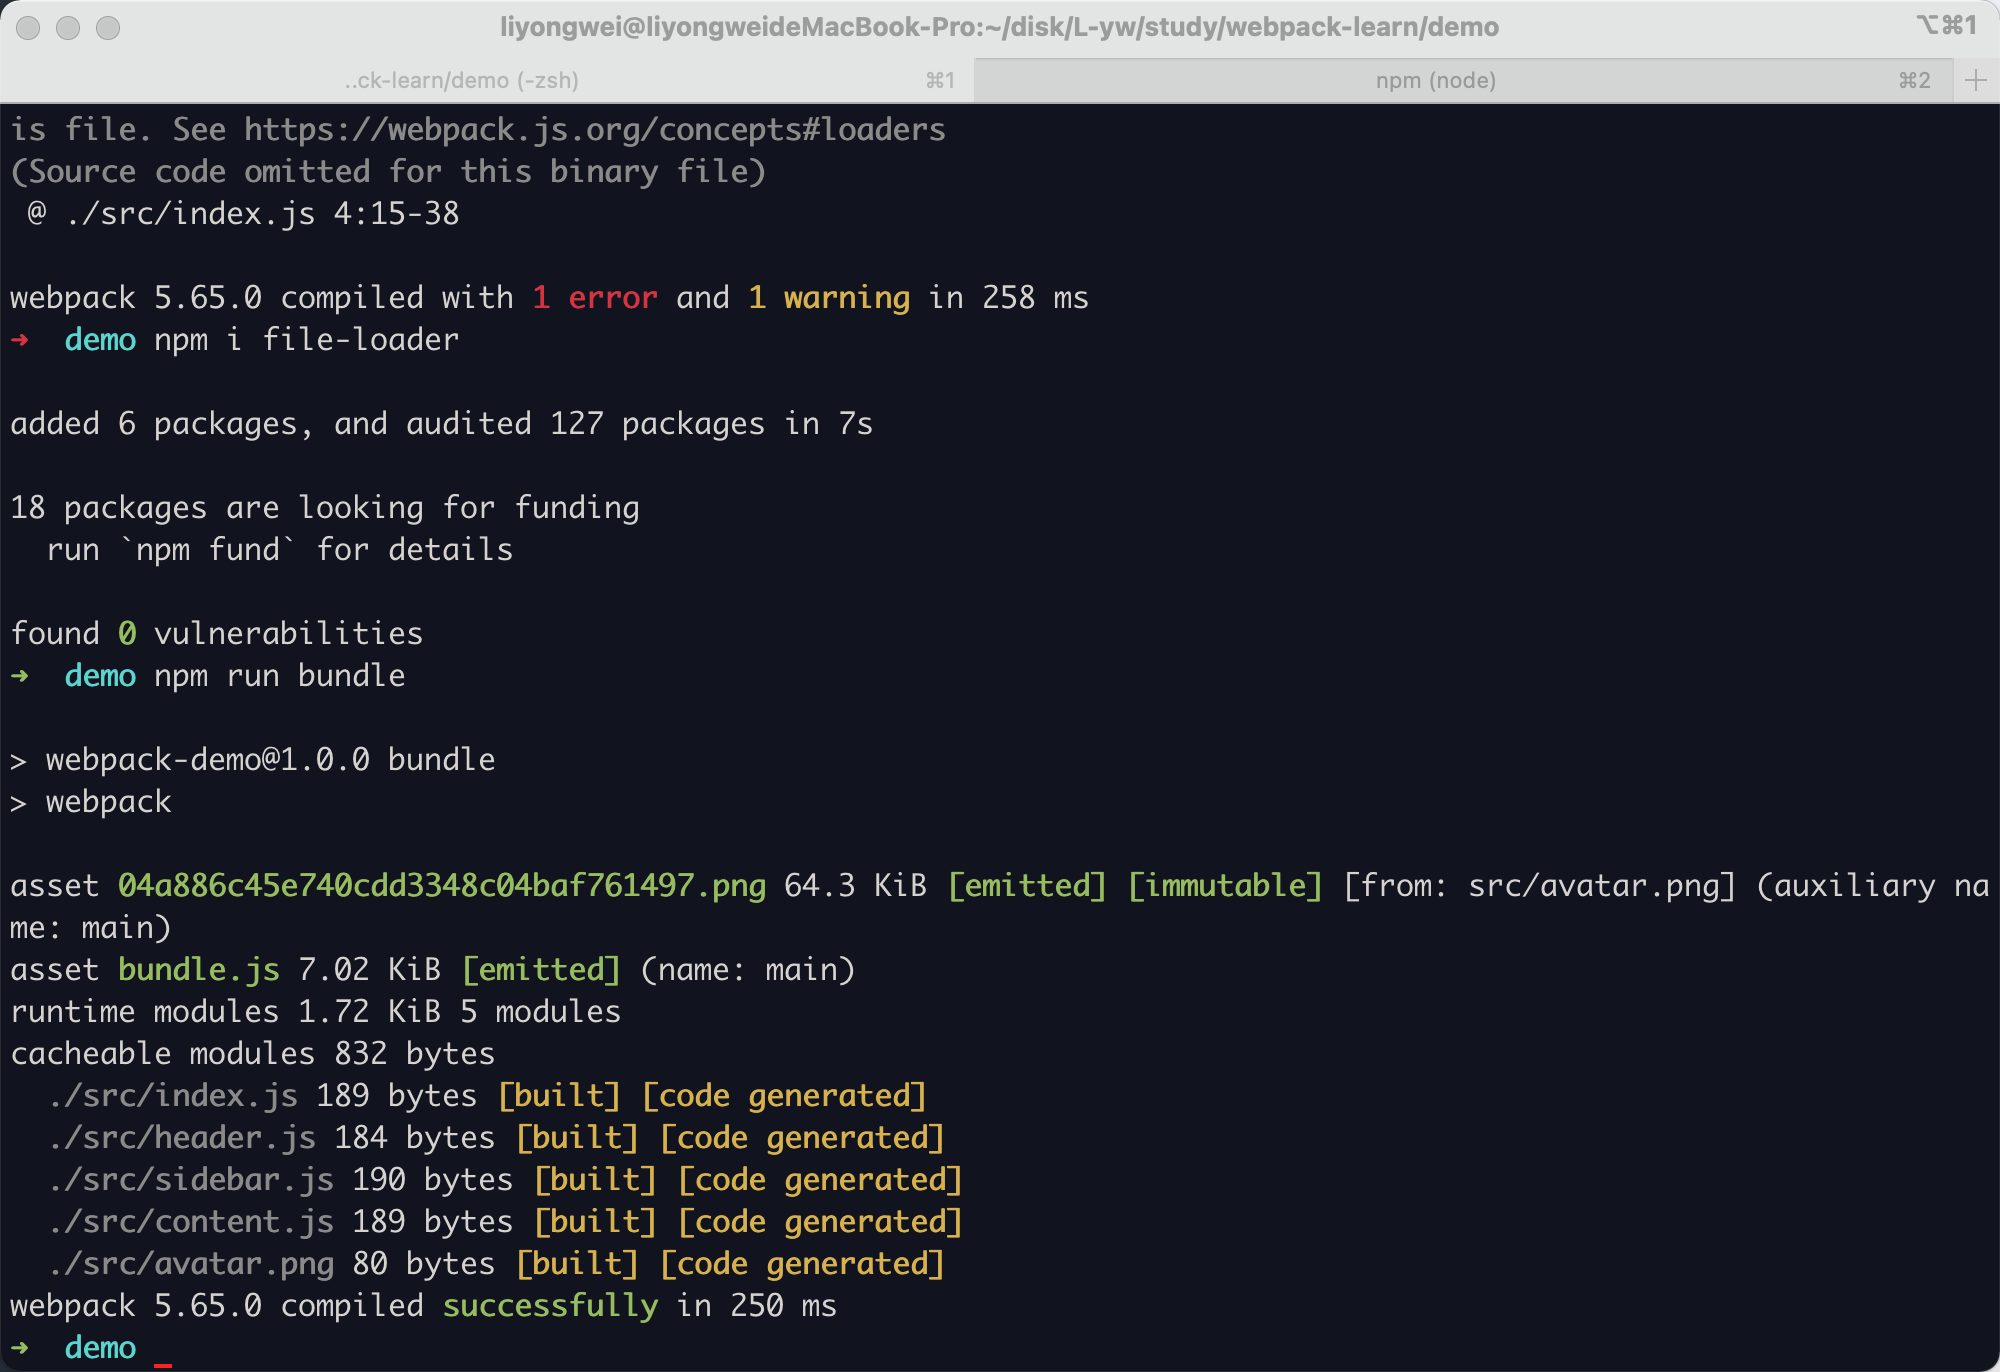 liyongwei@liyongweideMacBook-Pro:~/disk/L-yw/study/webpack-learn/demo ⌥⌘1
..ck-learn/demo (-zsh) ⌘1 npm (node) ⌘2 +
is file. See https://webpack.js.org/concepts#loaders
(Source code omitted for this binary file)
 @ ./src/index.js 4:15-38
webpack 5.65.0 compiled with 1 error and 1 warning in 258 ms
➜  demo npm i file-loader
added 6 packages, and audited 127 packages in 7s
18 packages are looking for funding
  run `npm fund` for details
found 0 vulnerabilities
➜  demo npm run bundle
> webpack-demo@1.0.0 bundle
> webpack
asset 04a886c45e740cdd3348c04baf761497.png 64.3 KiB [emitted] [immutable] [from: src/avatar.png] (auxiliary na
me: main)
asset bundle.js 7.02 KiB [emitted] (name: main)
runtime modules 1.72 KiB 5 modules
cacheable modules 832 bytes
  ./src/index.js 189 bytes [built] [code generated]
  ./src/header.js 184 bytes [built] [code generated]
  ./src/sidebar.js 190 bytes [built] [code generated]
  ./src/content.js 189 bytes [built] [code generated]
  ./src/avatar.png 80 bytes [built] [code generated]
webpack 5.65.0 compiled successfully in 250 ms
➜  demo _